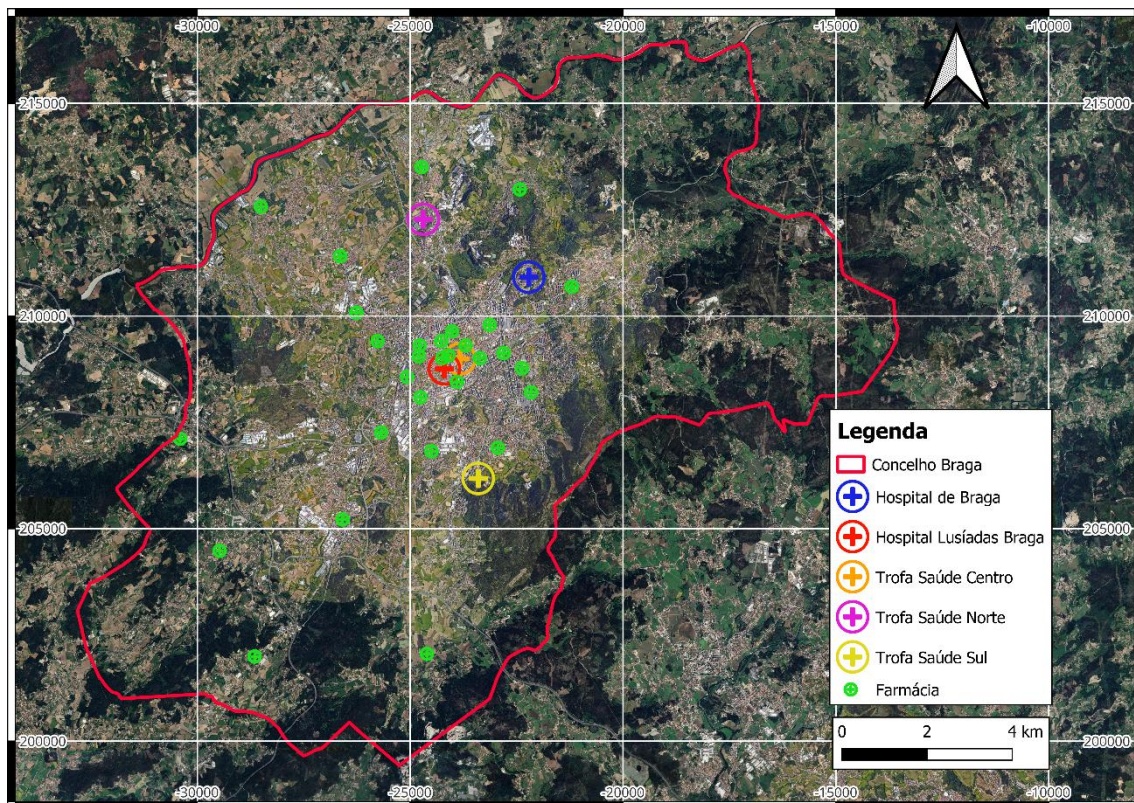 -30000 -25000 -20000 -15000 -10000
215000 215000
210000 210000
205000 205000
200000 200000
Legenda
Concelho Braga
Hospital de Braga
Hospital Lusíadas Braga
Trofa Saúde Centro
Trofa Saúde Norte
Trofa Saúde Sul
Farmácia
0 2 4 km
-30000 -25000 -20000 -15000 -10000